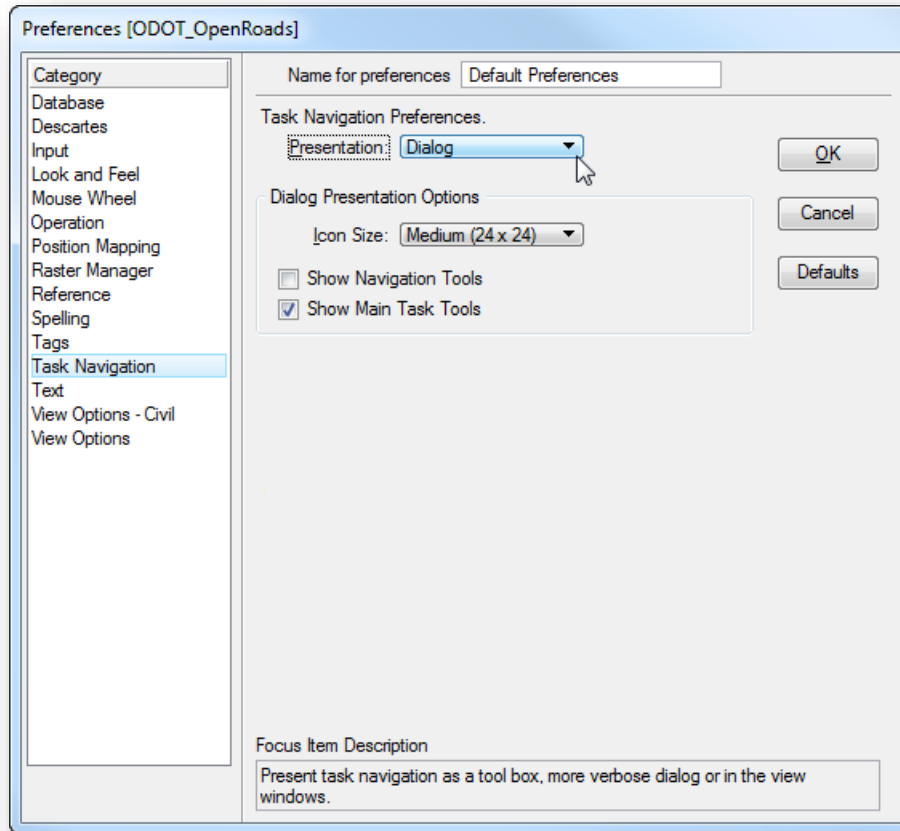 Preferences [ODOT_OpenRoads]
Category
Database
Descartes
Input
Look and Feel
Mouse Wheel
Operation
Position Mapping
Raster Manager
Reference
Spelling
Tags
Task Navigation
Text
View Options - Civil
View Options
Name for preferences Default Preferences
Task Navigation Preferences.
Presentation: Dialog
Dialog Presentation Options
Icon Size: Medium (24 x 24)
Show Navigation Tools
Show Main Task Tools
OK
Cancel
Defaults
Focus Item Description
Present task navigation as a tool box, more verbose dialog or in the view
windows.